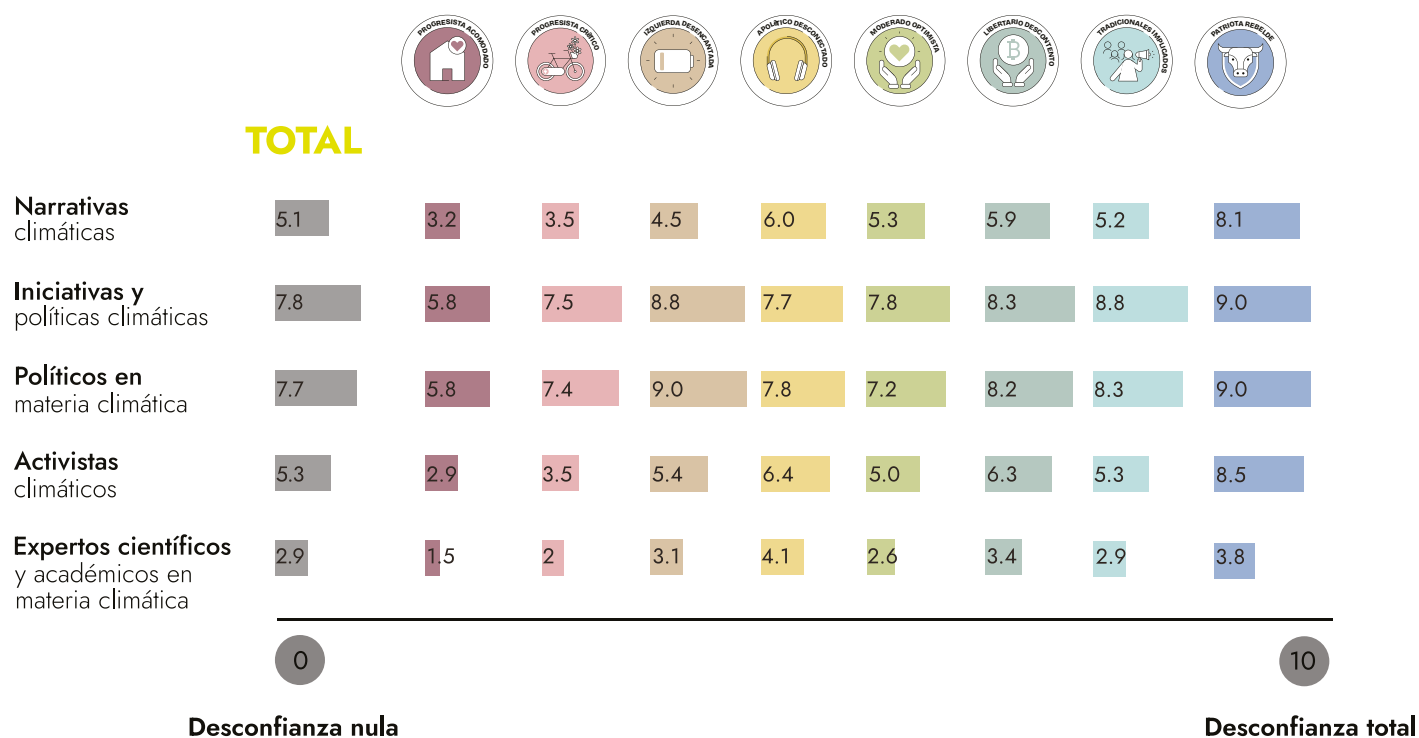 PROGRESISTA ACOMODADO
PROGRESISTA CRÍTICO
IZQUIERDA DESENCANTADA
APOLÍTICO DESCONECTADO
MODERADO OPTIMISTA
LIBERTARIO DESCONTENTO
TRADICIONALES IMPLICADOS
PATRIOTA REBELDE
TOTAL
Narrativas
climáticas
5.1 3.2 3.5 4.5 6.0 5.3 5.9 5.2 8.1
Iniciativas y
políticas climáticas
7.8 5.8 7.5 8.8 7.7 7.8 8.3 8.8 9.0
Políticos en
materia climática
7.7 5.8 7.4 9.0 7.8 7.2 8.2 8.3 9.0
Activistas
climáticos
5.3 2.9 3.5 5.4 6.4 5.0 6.3 5.3 8.5
Expertos científicos
y académicos en
materia climática
2.9 1.5 2 3.1 4.1 2.6 3.4 2.9 3.8
0 10
Desconfianza nula Desconfianza total